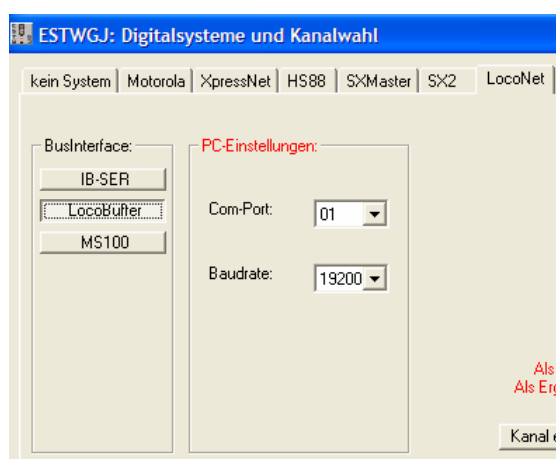 ESTWGJ: Digitalsysteme und Kanalwahl
kein System Motorola XpressNet HS88 SXMaster SX2 LocoNet
BusInterface: PC-Einstellungen:
IB-SER
LocoBuffer Com-Port: 01
MS100
Baudrate: 19200
Als
Als Erg
Kanal e